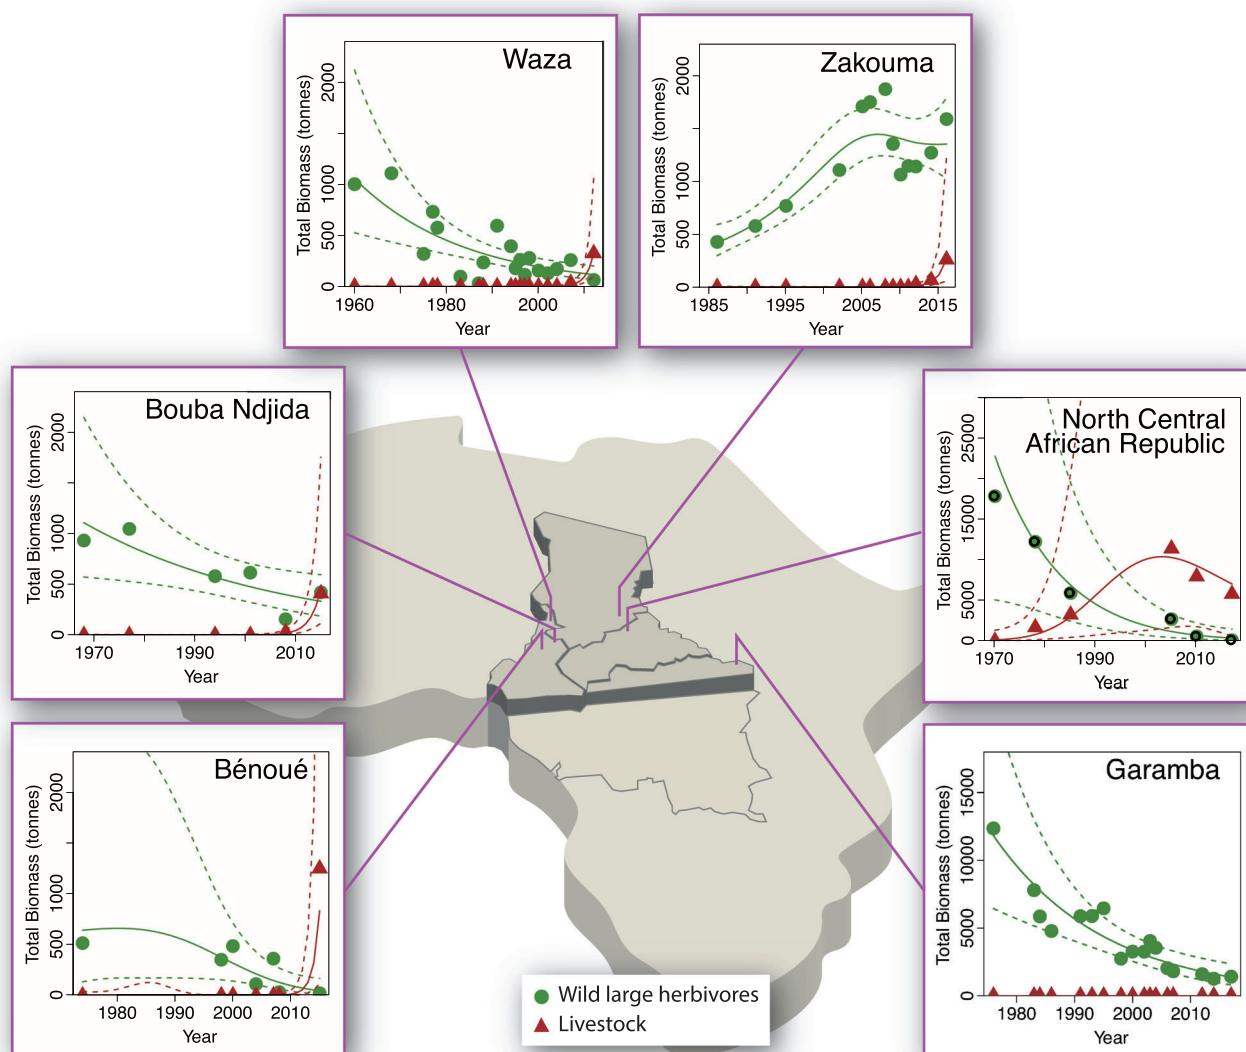 Waza
Total Biomass (tonnes)
2000
1000
500
0
1960
1980
2000
Year
Zakouma
Total Biomass (tonnes)
2000
1000
500
0
1985
1995
2005
2015
Year
Bouba Ndjida
Total Biomass (tonnes)
2000
1000
500
0
1970
1990
2010
Year
North Central
African Republic
Total Biomass (tonnes)
25000
15000
5000
0
1970
1990
2010
Year
Bénoué
Total Biomass (tonnes)
2000
1000
500
0
1980
1990
2000
2010
Year
Garamba
Total Biomass (tonnes)
15000
10000
5000
0
1980
1990
2000
2010
Year
Wild large herbivores
Livestock